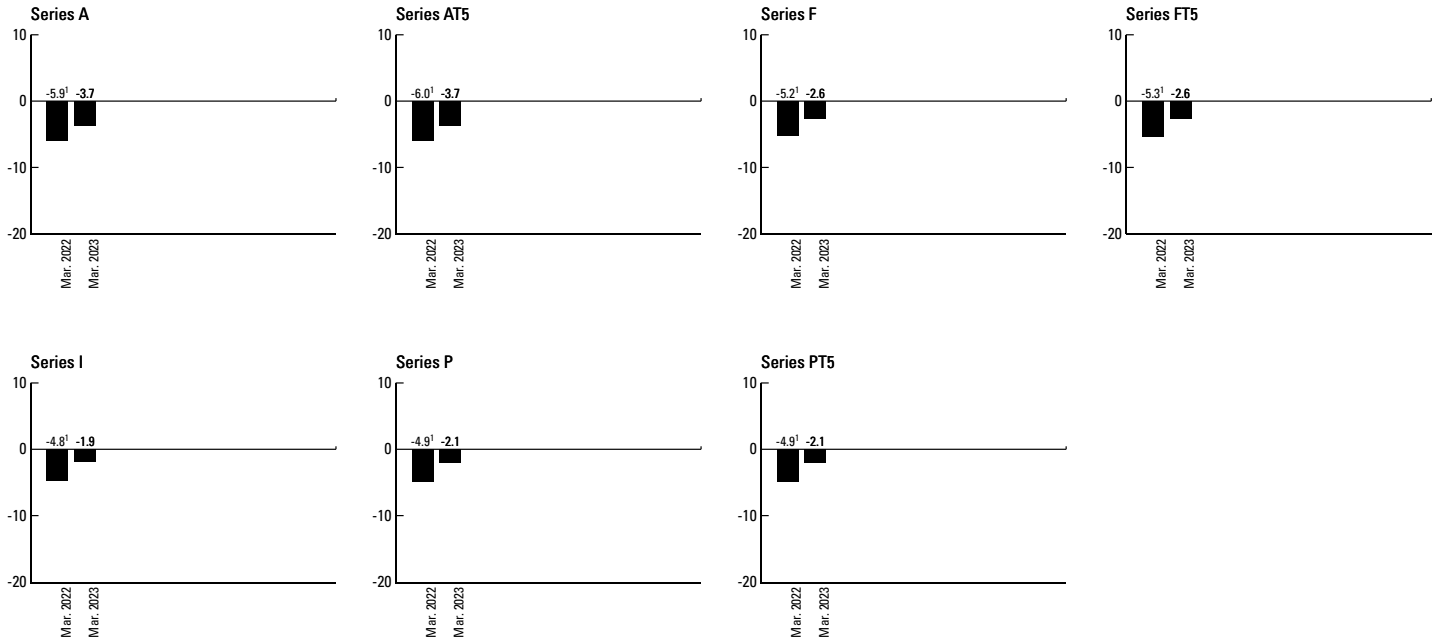 Series A
10
0
-10
-20
-5.9¹ -3.7
Mar. 2022
Mar. 2023
Series AT5
10
0
-10
-20
-6.0¹ -3.7
Mar. 2022
Mar. 2023
Series F
10
0
-10
-20
-5.2¹ -2.6
Mar. 2022
Mar. 2023
Series FT5
10
0
-10
-20
-5.3¹ -2.6
Mar. 2022
Mar. 2023
Series I
10
0
-10
-20
-4.8¹ -1.9
Mar. 2022
Mar. 2023
Series P
10
0
-10
-20
-4.9¹ -2.1
Mar. 2022
Mar. 2023
Series PT5
10
0
-10
-20
-4.9¹ -2.1
Mar. 2022
Mar. 2023